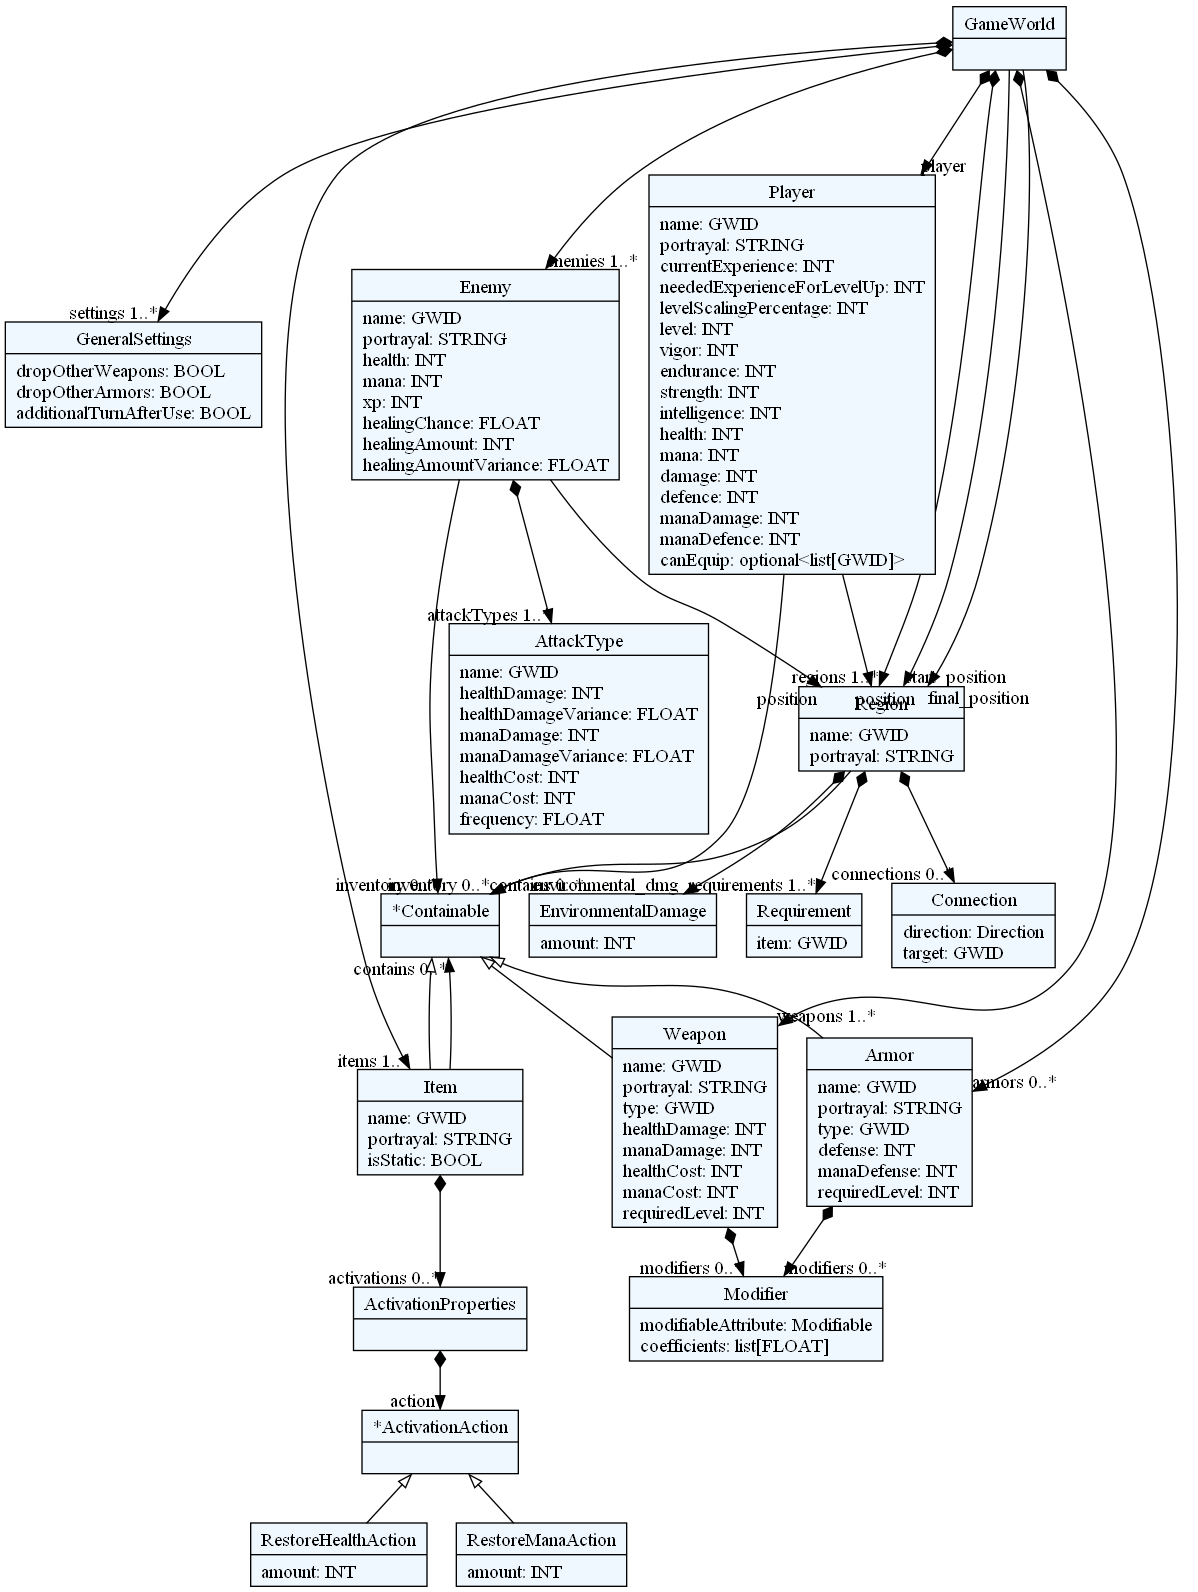 GameWorld
player
Player
name: GWID
portrayal: STRING
currentExperience: INT
neededExperienceForLevelUp: INT
levelScalingPercentage: INT
level: INT
vigor: INT
endurance: INT
strength: INT
intelligence: INT
health: INT
mana: INT
damage: INT
defence: INT
manaDamage: INT
manaDefence: INT
canEquip: optional<list[GWID]>
enemies 1..*
Enemy
name: GWID
portrayal: STRING
health: INT
mana: INT
xp: INT
healingChance: FLOAT
healingAmount: INT
healingAmountVariance: FLOAT
settings 1..*
GeneralSettings
dropOtherWeapons: BOOL
dropOtherArmors: BOOL
additionalTurnAfterUse: BOOL
attackTypes 1..*
AttackType
name: GWID
healthDamage: INT
healthDamageVariance: FLOAT
manaDamage: INT
manaDamageVariance: FLOAT
healthCost: INT
manaCost: INT
frequency: FLOAT
regions 1..*
start_position
position
position
final_position
Region
name: GWID
portrayal: STRING
inventory 0..*
inventory 0..*
contains 0..*
environmental_dmg
requirements 1..*
connections 0..*
*Containable
EnvironmentalDamage
amount: INT
Requirement
item: GWID
Connection
direction: Direction
target: GWID
contains 0..*
items 1..*
Item
name: GWID
portrayal: STRING
isStatic: BOOL
weapons 1..*
Weapon
name: GWID
portrayal: STRING
type: GWID
healthDamage: INT
manaDamage: INT
healthCost: INT
manaCost: INT
requiredLevel: INT
armors 0..*
Armor
name: GWID
portrayal: STRING
type: GWID
defense: INT
manaDefense: INT
requiredLevel: INT
activations 0..*
ActivationProperties
modifiers 0..*
modifiers 0..*
Modifier
modifiableAttribute: Modifiable
coefficients: list[FLOAT]
action
*ActivationAction
RestoreHealthAction
amount: INT
RestoreManaAction
amount: INT